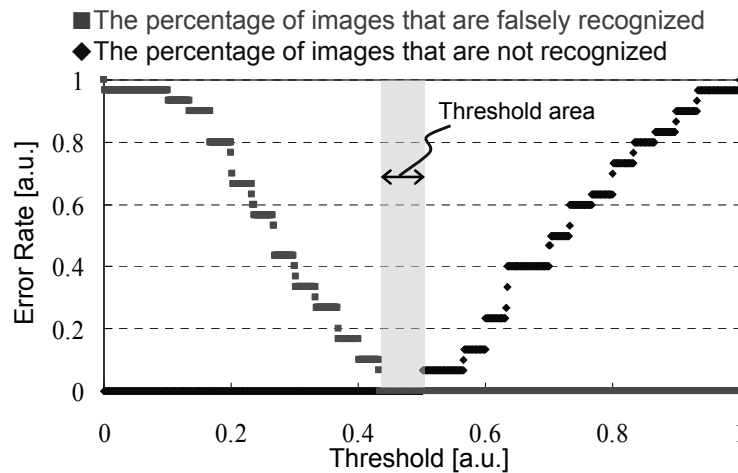 The percentage of images that are falsely recognized
The percentage of images that are not recognized
1
0.8
0.6
0.4
0.2
0
Error Rate [a.u.]
Threshold area
0 0.2 0.4 0.6 0.8 1
Threshold [a.u.]